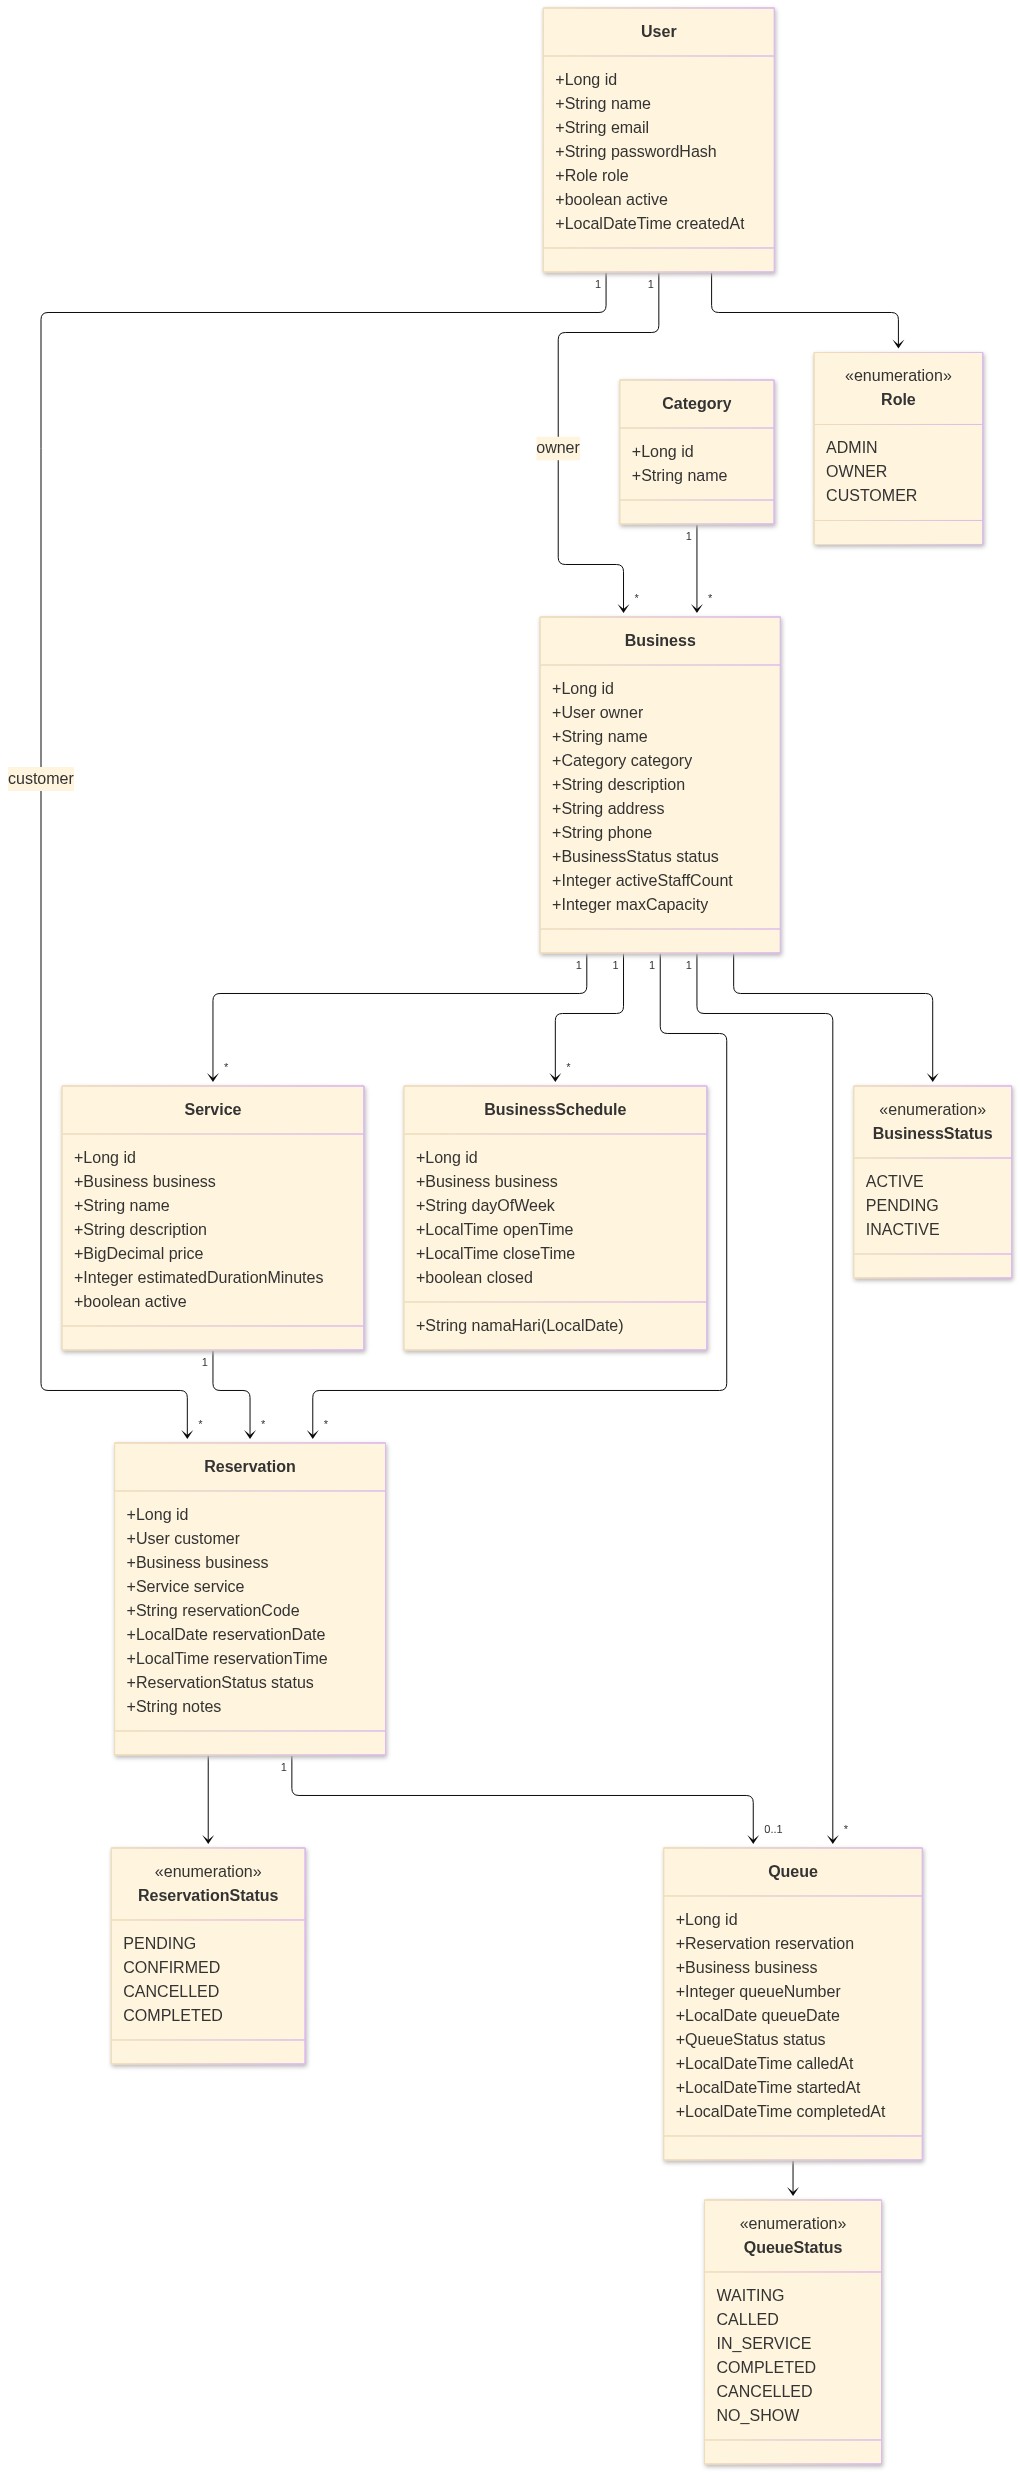 User
+Long id
+String name
+String email
+String passwordHash
+Role role
+boolean active
+LocalDateTime createdAt
1
1
«enumeration»
Role
ADMIN
OWNER
CUSTOMER
Category
+Long id
+String name
owner
1
*
*
Business
+Long id
+User owner
+String name
+Category category
+String description
+String address
+String phone
+BusinessStatus status
+Integer activeStaffCount
+Integer maxCapacity
customer
1
1
1
1
*
*
Service
+Long id
+Business business
+String name
+String description
+BigDecimal price
+Integer estimatedDurationMinutes
+boolean active
BusinessSchedule
+Long id
+Business business
+String dayOfWeek
+LocalTime openTime
+LocalTime closeTime
+boolean closed
+String namaHari(LocalDate)
«enumeration»
BusinessStatus
ACTIVE
PENDING
INACTIVE
1
*
*
*
Reservation
+Long id
+User customer
+Business business
+Service service
+String reservationCode
+LocalDate reservationDate
+LocalTime reservationTime
+ReservationStatus status
+String notes
1
0..1
*
«enumeration»
ReservationStatus
PENDING
CONFIRMED
CANCELLED
COMPLETED
Queue
+Long id
+Reservation reservation
+Business business
+Integer queueNumber
+LocalDate queueDate
+QueueStatus status
+LocalDateTime calledAt
+LocalDateTime startedAt
+LocalDateTime completedAt
«enumeration»
QueueStatus
WAITING
CALLED
IN_SERVICE
COMPLETED
CANCELLED
NO_SHOW